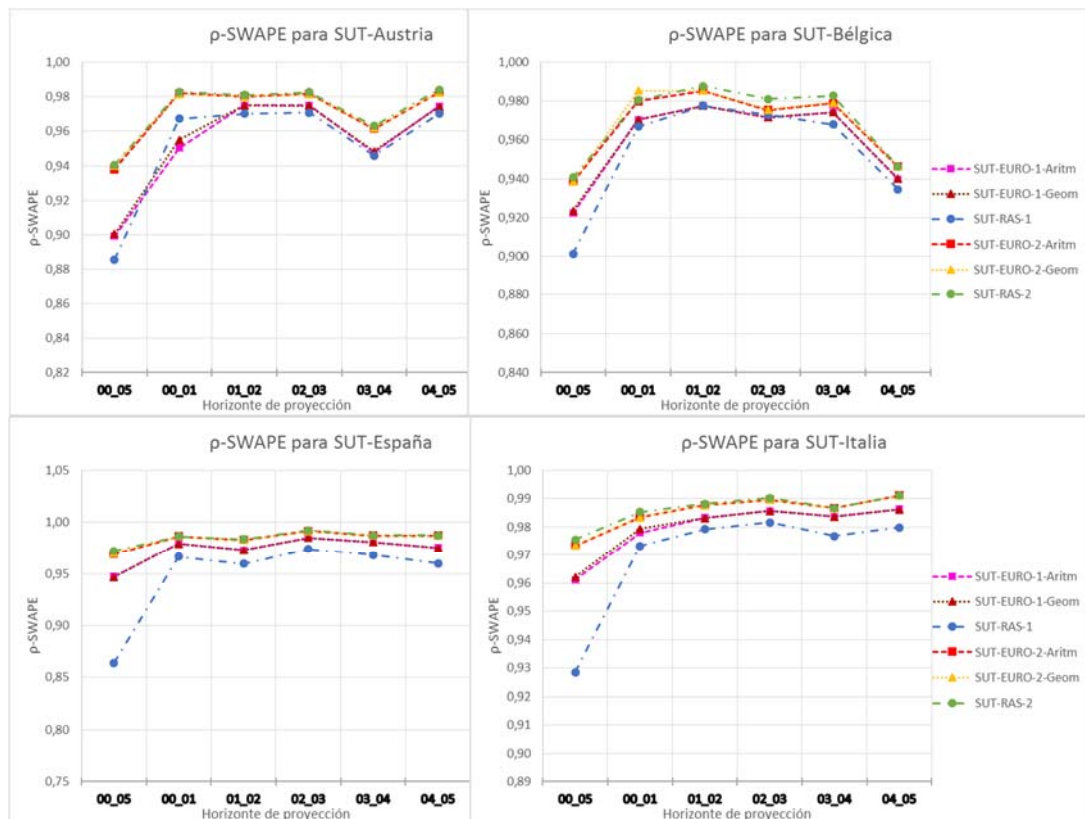 ρ-SWAPE para SUT-Austria
1,00
0,98
0,96
0,94
0,92
0,90
0,88
0,86
0,84
0,82
ρ-SWAPE
00_05 00_01 01_02 02_03 03_04 04_05
Horizonte de proyección
ρ-SWAPE para SUT-Bélgica
1,000
0,980
0,960
0,940
0,920
0,900
0,880
0,860
0,840
ρ-SWAPE
00_05 00_01 01_02 02_03 03_04 04_05
Horizonte de proyección
SUT-EURO-1-Aritm
SUT-EURO-1-Geom
SUT-RAS-1
SUT-EURO-2-Aritm
SUT-EURO-2-Geom
SUT-RAS-2
ρ-SWAPE para SUT-España
1,05
1,00
0,95
0,90
0,85
0,80
0,75
ρ-SWAPE
00_05 00_01 01_02 02_03 03_04 04_05
Horizonte de proyección
ρ-SWAPE para SUT-Italia
1,00
0,99
0,98
0,97
0,96
0,95
0,94
0,93
0,92
0,91
0,90
0,89
ρ-SWAPE
00_05 00_01 01_02 02_03 03_04 04_05
Horizonte de proyección
SUT-EURO-1-Aritm
SUT-EURO-1-Geom
SUT-RAS-1
SUT-EURO-2-Aritm
SUT-EURO-2-Geom
SUT-RAS-2